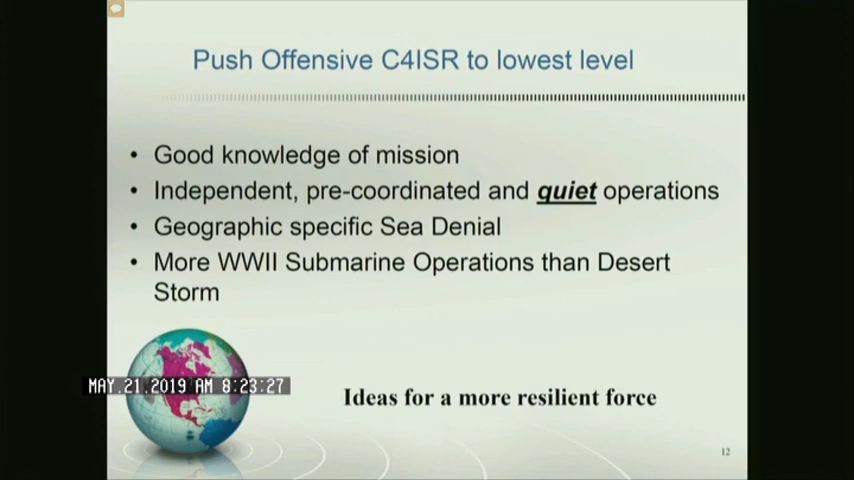 Push Offensive C4ISR to lowest level
• Good knowledge of mission
• Independent, pre-coordinated and quiet operations
• Geographic specific Sea Denial
• More WWII Submarine Operations than Desert
Storm
MAY.21.2019 AM 8:23:27
Ideas for a more resilient force
12